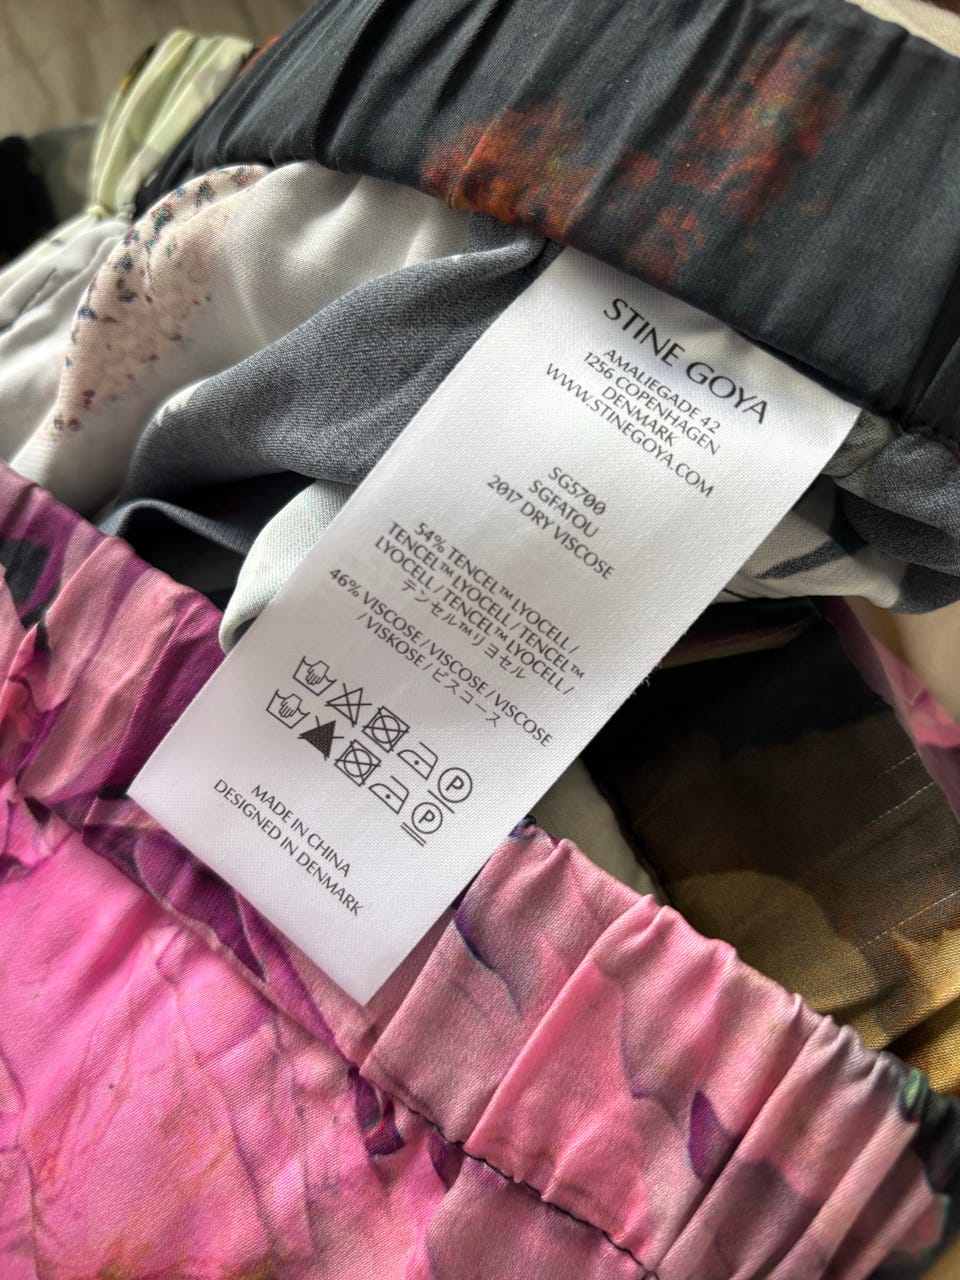 STINE GOYA
AMALIEGADE 42
1256 COPENHAGEN
DENMARK
WWW.STINEGOYA.COM
SG5700
SGFATOU
2017 DRY VISCOSE
54% TENCEL™ LYOCELL /
TENCEL™ LYOCELL / TENCEL™
LYOCELL / TENCEL™ LYOCELL /
テンセル™リヨセル
46% VISCOSE / VISCOSE / VISCOSE
/ VISKOSE / ビスコース
P
P
MADE IN CHINA
DESIGNED IN DENMARK